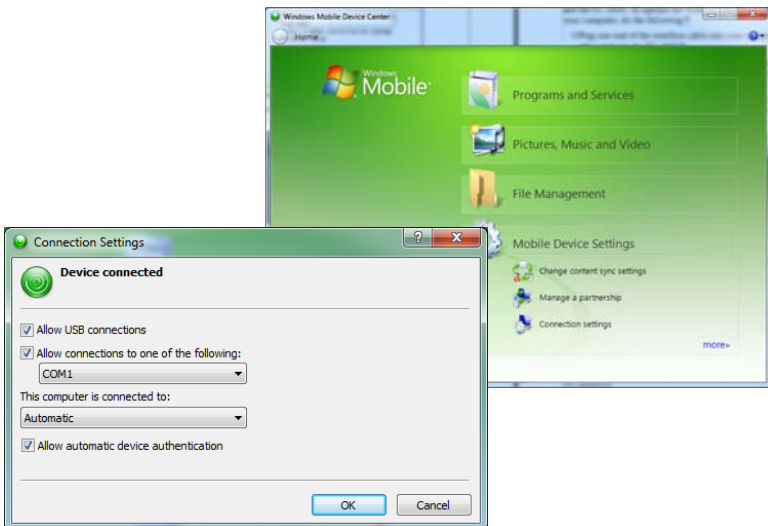 Windows Mobile Device Center
Home
Windows
Mobile
Programs and Services
Pictures, Music and Video
File Management
Mobile Device Settings
Change content sync settings
Manage a partnership
Connection settings
more»
Connection Settings
?
Device connected
Allow USB connections
Allow connections to one of the following:
COM1
This computer is connected to:
Automatic
Allow automatic device authentication
OK
Cancel